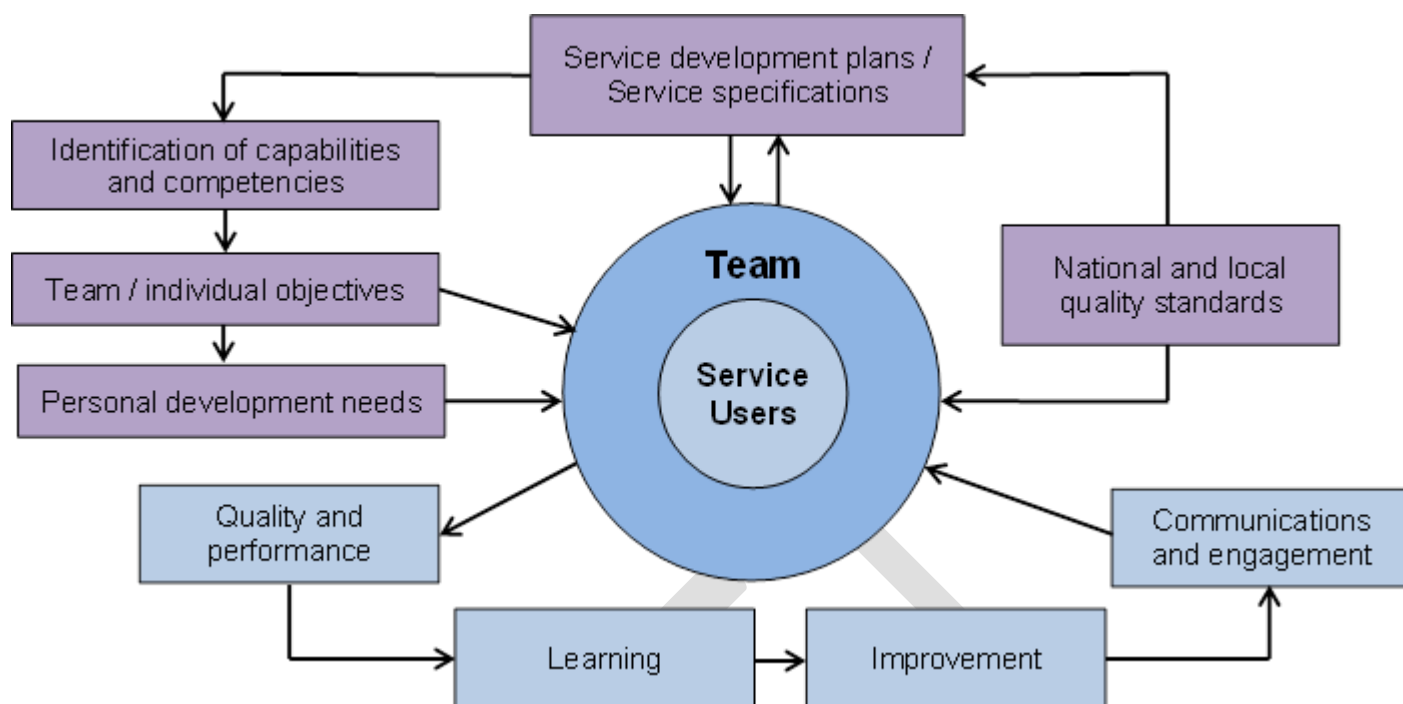 Service development plans /
Service specifications
Identification of capabilities
and competencies
Team / individual objectives
Personal development needs
Team
Service
Users
National and local
quality standards
Quality and
performance
Learning
Improvement
Communications
and engagement